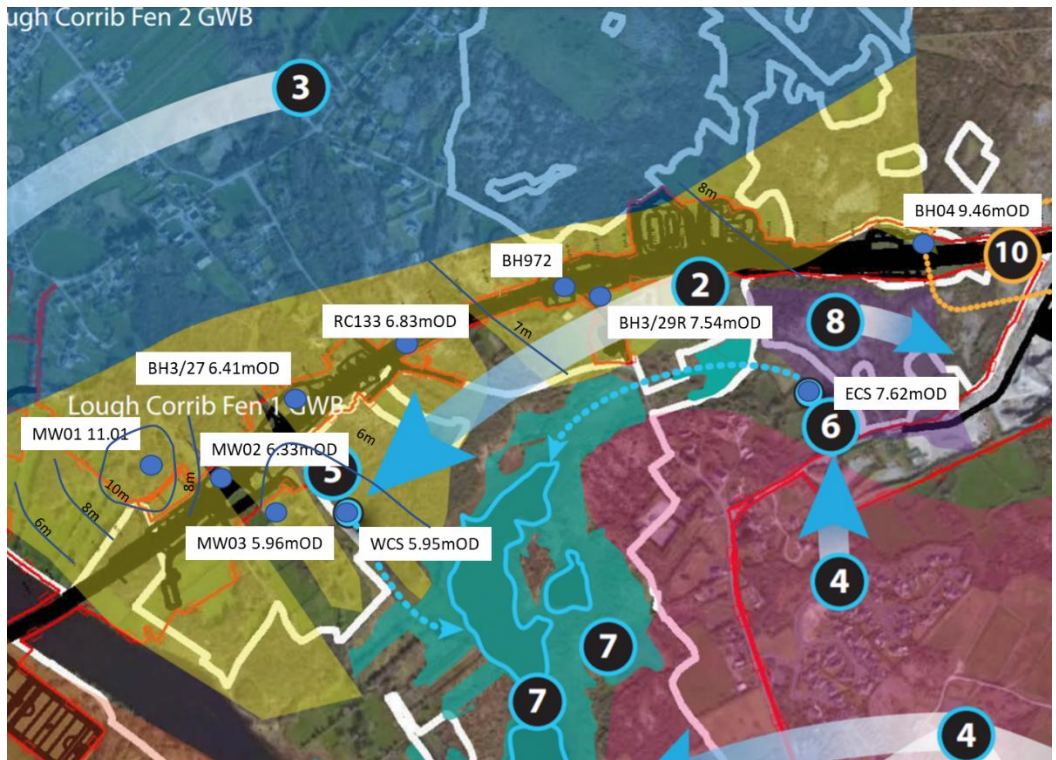 Lough Corrib Fen 2 GWB
3
8m
BH04 9.46mOD
10
BH972
2
RC133 6.83mOD
7m
BH3/29R 7.54mOD
8
BH3/27 6.41mOD
ECS 7.62mOD
Lough Corrib Fen 1 GWB
MW01 11.01
6
MW02 6.33mOD
6m
5
10m
8m
8m
6m
MW03 5.96mOD
WCS 5.95mOD
4
7
7
4